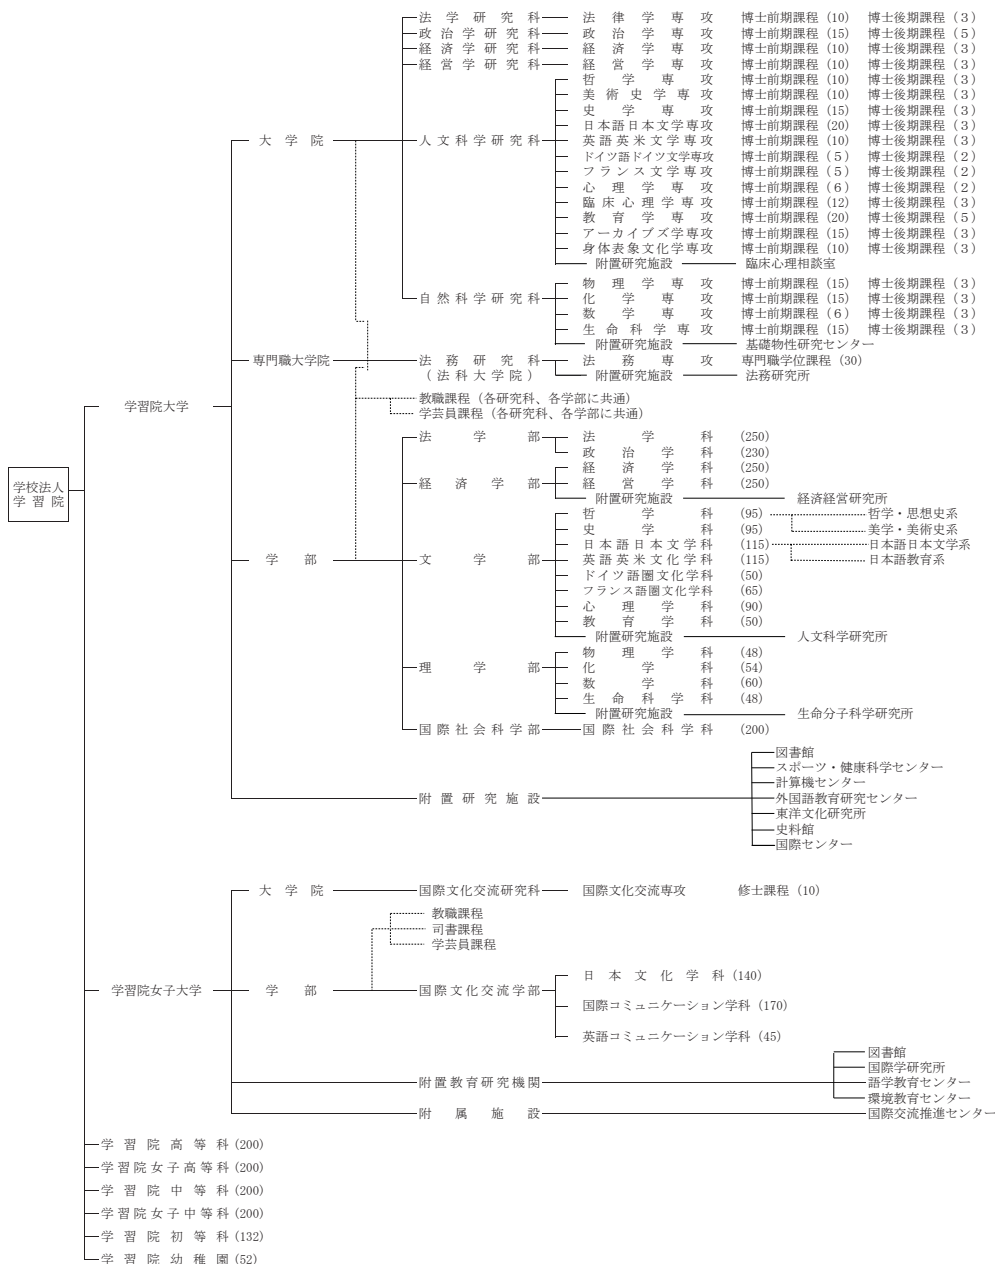 法学研究科 法律学専攻 博士前期課程 (10) 博士後期課程 (3)
政治学研究科 政治学専攻 博士前期課程 (15) 博士後期課程 (5)
経済学研究科 経済学専攻 博士前期課程 (10) 博士後期課程 (3)
経営学研究科 経営学専攻 博士前期課程 (10) 博士後期課程 (3)
哲学専攻 博士前期課程 (10) 博士後期課程 (3)
美術史学専攻 博士前期課程 (10) 博士後期課程 (3)
史学専攻 博士前期課程 (15) 博士後期課程 (3)
日本語日本文学専攻 博士前期課程 (20) 博士後期課程 (3)
大学院 人文科学研究科 英語英米文学専攻 博士前期課程 (10) 博士後期課程 (3)
ドイツ語ドイツ文学専攻 博士前期課程 (5) 博士後期課程 (2)
フランス文学専攻 博士前期課程 (5) 博士後期課程 (2)
心理学専攻 博士前期課程 (6) 博士後期課程 (2)
臨床心理学専攻 博士前期課程 (12) 博士後期課程 (3)
教育学専攻 博士前期課程 (20) 博士後期課程 (5)
アーカイブズ学専攻 博士前期課程 (15) 博士後期課程 (3)
身体表象文化学専攻 博士前期課程 (10) 博士後期課程 (3)
附置研究施設 臨床心理相談室
物理学専攻 博士前期課程 (15) 博士後期課程 (3)
自然科学研究科 化学専攻 博士前期課程 (15) 博士後期課程 (3)
数学専攻 博士前期課程 (6) 博士後期課程 (3)
生命科学専攻 博士前期課程 (15) 博士後期課程 (3)
附置研究施設 基礎物性研究センター
専門職大学院 法務研究科 法務専攻 専門職学位課程 (30)
(法科大学院) 附置研究施設 法務研究所
教職課程 (各研究科、各学部に共通)
学習院大学
学芸員課程 (各研究科、各学部に共通)
法学部 法学科 (250)
政治学科 (230)
経済学科 (250)
経済学部 経営学科 (250)
学校法人
学習院
附置研究施設 経済経営研究所
哲学科 (95) 哲学・思想史系
史学科 (95) 美学・美術史系
日本語日本文学科 (115) 日本語日本文学系
学部 文学部 英語英米文化学科 (115) 日本語教育系
ドイツ語圏文化学科 (50)
フランス語圏文化学科 (65)
心理学科 (90)
教育学科 (50)
附置研究施設 人文科学研究所
物理学科 (48)
理学部 化学科 (54)
数学科 (60)
生命科学科 (48)
附置研究施設 生命分子科学研究所
国際社会科学部 国際社会科学科 (200)
図書館
スポーツ・健康科学センター
計算機センター
附置研究施設 外国語教育研究センター
東洋文化研究所
史料館
国際センター
大学院 国際文化交流研究科 国際文化交流専攻 修士課程 (10)
教職課程
司書課程
学芸員課程
日本文化学科 (140)
学習院女子大学 学部 国際文化交流学部
国際コミュニケーション学科 (170)
英語コミュニケーション学科 (45)
図書館
国際学研究所
附置教育研究機関 語学教育センター
環境教育センター
附属施設 国際交流推進センター
学習院高等科 (200)
学習院女子高等科 (200)
学習院中等科 (200)
学習院女子中等科 (200)
学習院初等科 (132)
学習院幼稚園 (52)